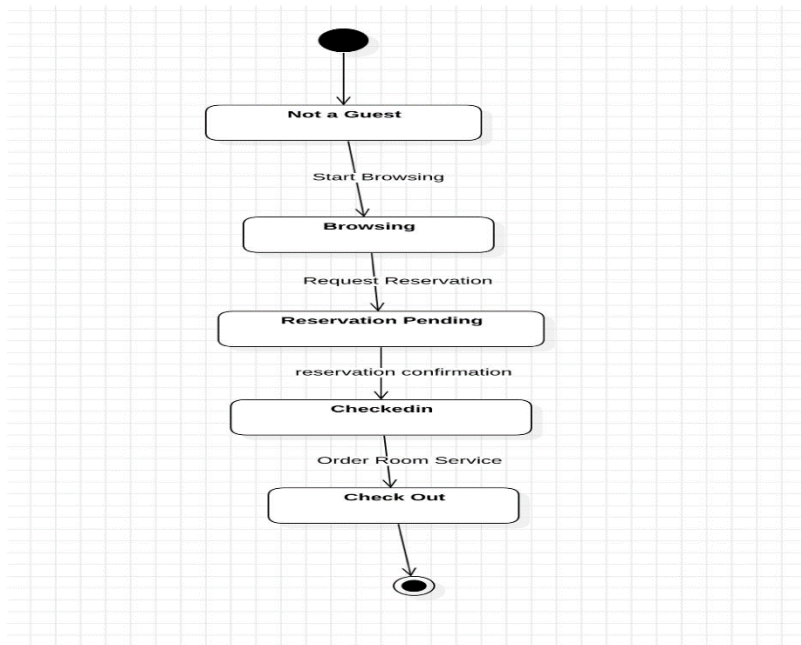 Not a Guest
Start Browsing
Browsing
Request Reservation
Reservation Pending
reservation confirmation
Checkedin
Order Room Service
Check Out